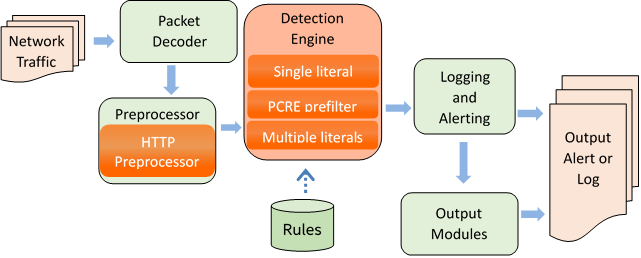 Network
Traffic
Packet
Decoder
Preprocessor
HTTP
Preprocessor
Detection
Engine
Single literal
PCRE prefilter
Multiple literals
Rules
Logging
and
Alerting
Output
Modules
Output
Alert or
Log